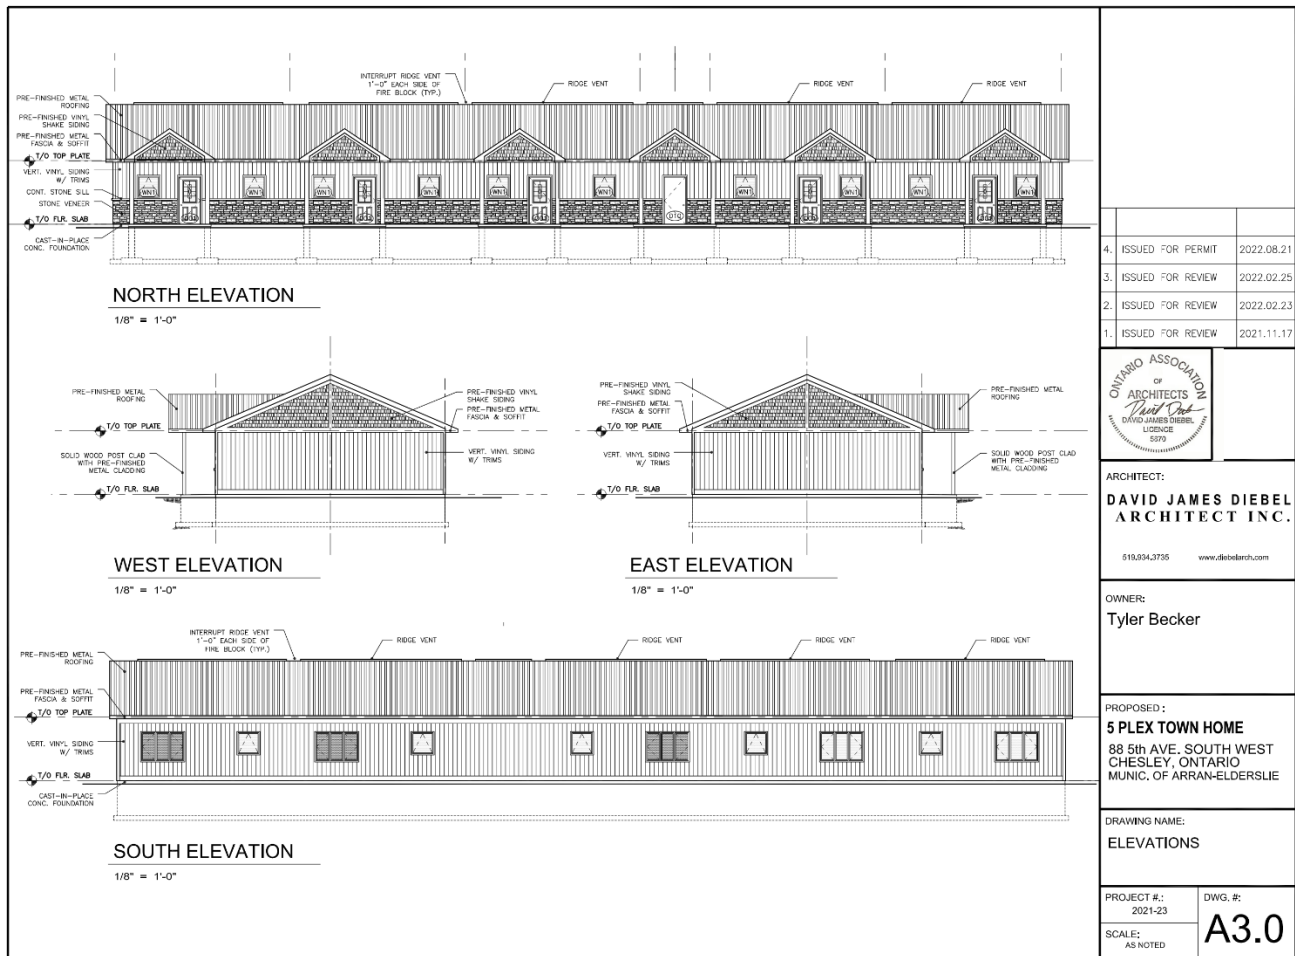 INTERRUPT RIDGE VENT
1'-0" EACH SIDE OF
FIRE BLOCK (TYP.)
RIDGE VENT
RIDGE VENT
RIDGE VENT
PRE-FINISHED METAL
ROOFING
PRE-FINISHED VINYL
SHAKE SIDING
PRE-FINISHED METAL
FASCIA & SOFFIT
T/O TOP PLATE
VERT. VINYL SIDING
W/ TRIMS
CONT. STONE SILL
STONE VENEER
T/O FLR. SLAB
CAST-IN-PLACE
CONC. FOUNDATION
WN1
WN1
WN1
WN1
WN1
WN1
WN1
WN1
WN1
WN1
NORTH ELEVATION
1/8" = 1'-0"
PRE-FINISHED METAL
ROOFING
PRE-FINISHED VINYL
SHAKE SIDING
PRE-FINISHED METAL
FASCIA & SOFFIT
T/O TOP PLATE
VERT. VINYL SIDING
W/ TRIMS
SOLID WOOD POST CLAD
WITH PRE-FINISHED
METAL CLADDING
T/O FLR. SLAB
WEST ELEVATION
1/8" = 1'-0"
PRE-FINISHED VINYL
SHAKE SIDING
PRE-FINISHED METAL
FASCIA & SOFFIT
PRE-FINISHED METAL
ROOFING
T/O TOP PLATE
VERT. VINYL SIDING
W/ TRIMS
SOLID WOOD POST CLAD
WITH PRE-FINISHED
METAL CLADDING
T/O FLR. SLAB
EAST ELEVATION
1/8" = 1'-0"
INTERRUPT RIDGE VENT
1'-0" EACH SIDE OF
FIRE BLOCK (TYP.)
RIDGE VENT
RIDGE VENT
RIDGE VENT
RIDGE VENT
PRE-FINISHED METAL
ROOFING
PRE-FINISHED METAL
FASCIA & SOFFIT
T/O TOP PLATE
VERT. VINYL SIDING
W/ TRIMS
T/O FLR. SLAB
CAST-IN-PLACE
CONC. FOUNDATION
SOUTH ELEVATION
1/8" = 1'-0"
4. ISSUED FOR PERMIT 2022.08.21
3. ISSUED FOR REVIEW 2022.02.25
2. ISSUED FOR REVIEW 2022.02.23
1. ISSUED FOR REVIEW 2021.11.17
ONTARIO ASSOCIATION
OF
ARCHITECTS
DAVID JAMES DIEBEL
LICENCE
5670
ARCHITECT:
DAVID JAMES DIEBEL
ARCHITECT INC.
519.934.3735 www.diebelarch.com
OWNER:
Tyler Becker
PROPOSED :
5 PLEX TOWN HOME
88 5th AVE. SOUTH WEST
CHESLEY, ONTARIO
MUNIC. OF ARRAN-ELDERSLIE
DRAWING NAME:
ELEVATIONS
PROJECT #.:
2021-23
SCALE:
AS NOTED
DWG. #:
A3.0